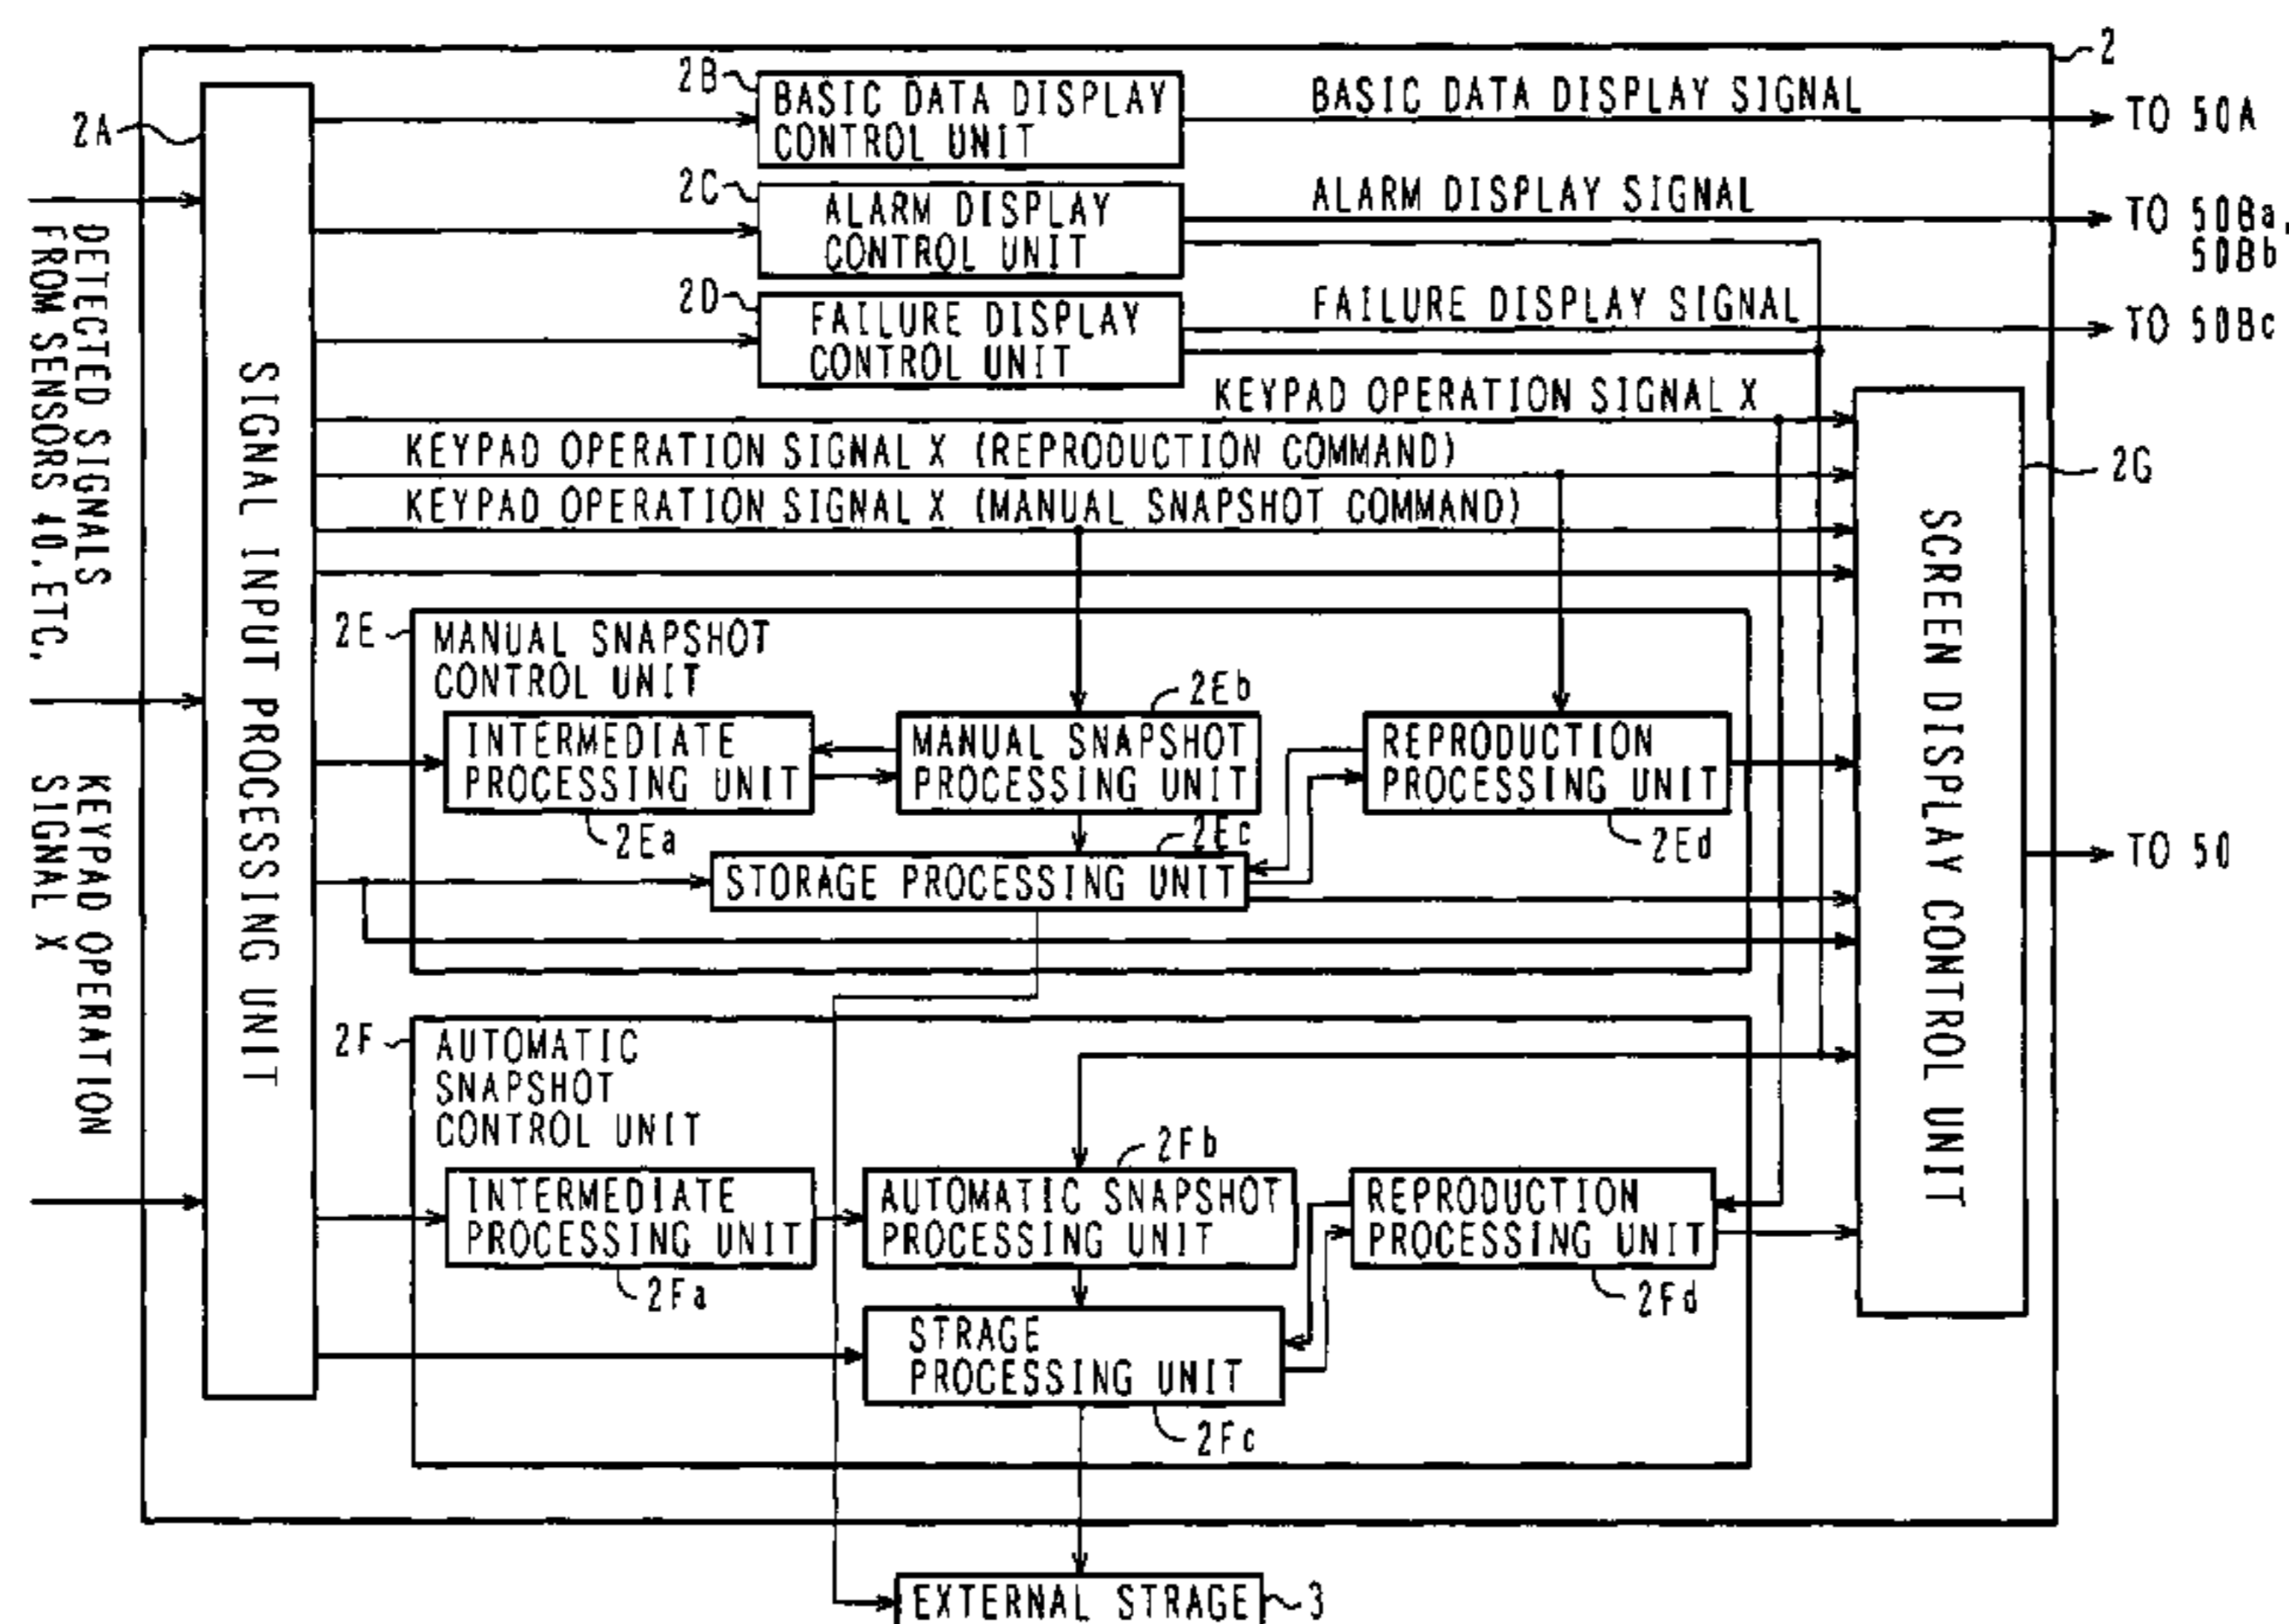 2
2B
BASIC DATA DISPLAY
CONTROL UNIT
BASIC DATA DISPLAY SIGNAL
TO 50A
2A
2C
ALARM DISPLAY
CONTROL UNIT
ALARM DISPLAY SIGNAL
TO 50Ba,
50Bb
2D
FAILURE DISPLAY
CONTROL UNIT
FAILURE DISPLAY SIGNAL
TO 50Bc
DETECTED SIGNALS
FROM SENSORS 40, ETC.
SIGNAL INPUT PROCESSING UNIT
KEYPAD OPERATION SIGNAL X
KEYPAD OPERATION SIGNAL X (REPRODUCTION COMMAND)
KEYPAD OPERATION SIGNAL X (MANUAL SNAPSHOT COMMAND)
2G
SCREEN DISPLAY CONTROL UNIT
2E
MANUAL SNAPSHOT
CONTROL UNIT
2Eb
INTERMEDIATE
PROCESSING UNIT
MANUAL SNAPSHOT
PROCESSING UNIT
REPRODUCTION
PROCESSING UNIT
2Ea
2Ec
2Ed
STORAGE PROCESSING UNIT
TO 50
KEYPAD OPERATION
SIGNAL X
2F
AUTOMATIC
SNAPSHOT
CONTROL UNIT
2Fb
INTERMEDIATE
PROCESSING UNIT
AUTOMATIC SNAPSHOT
PROCESSING UNIT
REPRODUCTION
PROCESSING UNIT
2Fa
2Fd
STRAGE
PROCESSING UNIT
2Fc
EXTERNAL STRAGE
3